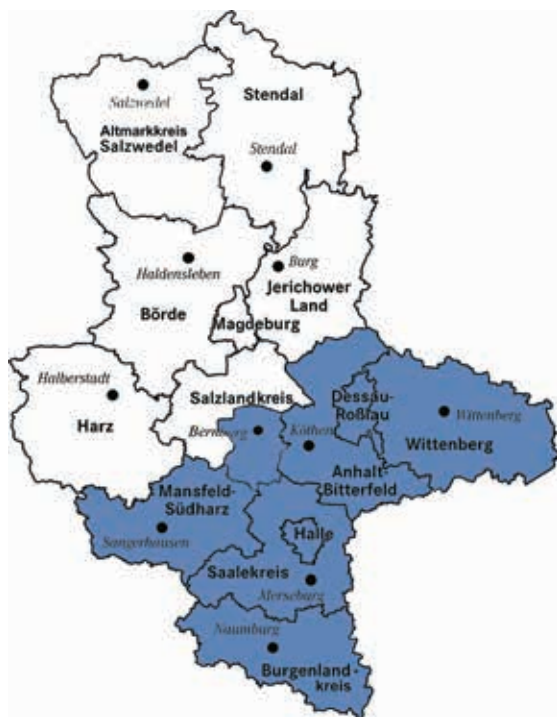 Salzwedel
Altmarkkreis
Salzwedel
Stendal
Stendal
Haldensleben
Börde
Burg
Jerichower
Land
Magdeburg
Halberstadt
Harz
Salzlandkreis
Bernburg
Dessau-
Roßlau
Köthen
Anhalt-
Bitterfeld
Wittenberg
Wittenberg
Mansfeld-
Südharz
Sangerhausen
Halle
Saalekreis
Merseburg
Naumburg
Burgenland-
kreis